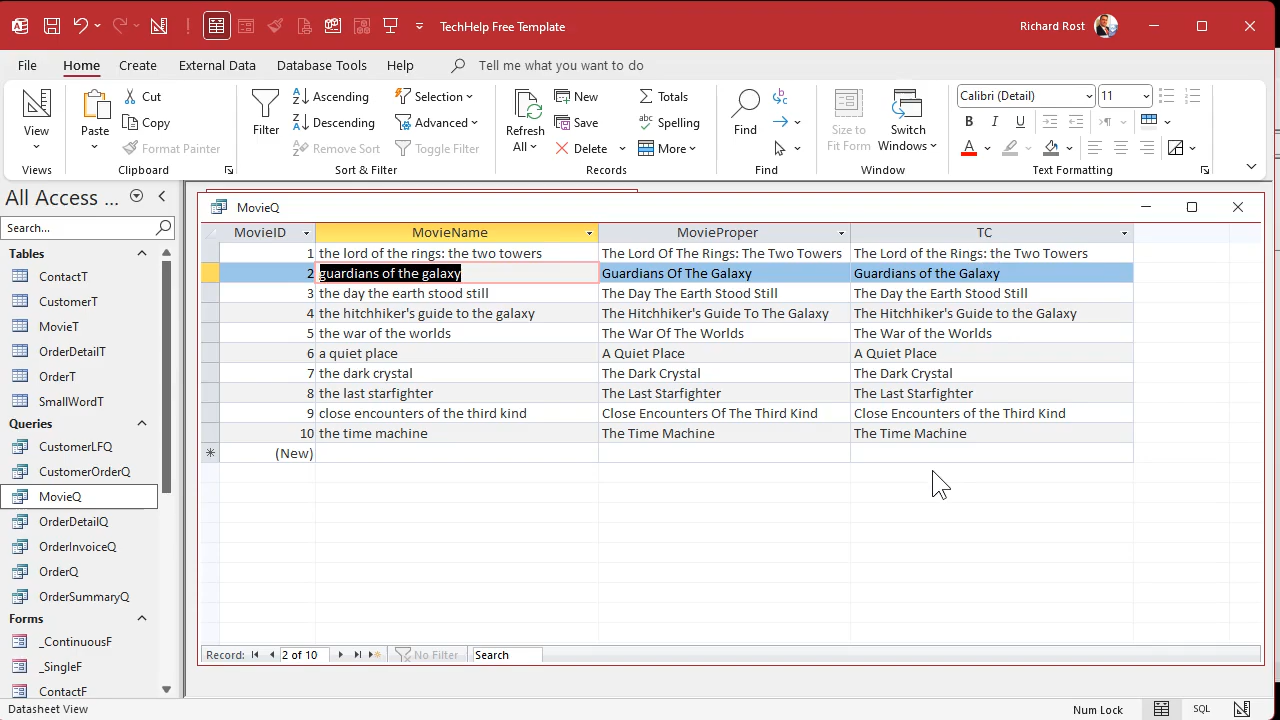 TechHelp Free Template
Richard Rost
File Home Create External Data Database Tools Help Tell me what you want to do
View
Views
Paste
Cut
Copy
Format Painter
Clipboard
Filter
Ascending
Descending
Remove Sort
Selection
Advanced
Toggle Filter
Sort & Filter
Refresh All
New
Save
Delete
Totals
Spelling
More
Records
Find
Find
Size to Fit Form
Switch Windows
Window
Calibri (Detail) 11
B I U
A
Text Formatting
All Access ...
Search...
Tables
ContactT
CustomerT
MovieT
OrderDetailT
OrderT
SmallWordT
Queries
CustomerLFQ
CustomerOrderQ
MovieQ
OrderDetailQ
OrderInvoiceQ
OrderQ
OrderSummaryQ
Forms
_ContinuousF
_SingleF
ContactF
MovieQ
MovieID MovieName MovieProper TC
1 the lord of the rings: the two towers The Lord Of The Rings: The Two Towers The Lord of the Rings: the Two Towers
2 guardians of the galaxy Guardians Of The Galaxy Guardians of the Galaxy
3 the day the earth stood still The Day The Earth Stood Still The Day the Earth Stood Still
4 the hitchhiker's guide to the galaxy The Hitchhiker's Guide To The Galaxy The Hitchhiker's Guide to the Galaxy
5 the war of the worlds The War Of The Worlds The War of the Worlds
6 a quiet place A Quiet Place A Quiet Place
7 the dark crystal The Dark Crystal The Dark Crystal
8 the last starfighter The Last Starfighter The Last Starfighter
9 close encounters of the third kind Close Encounters Of The Third Kind Close Encounters of the Third Kind
10 the time machine The Time Machine The Time Machine
* (New)
Record: 2 of 10 No Filter Search
Datasheet View
Num Lock
SQL